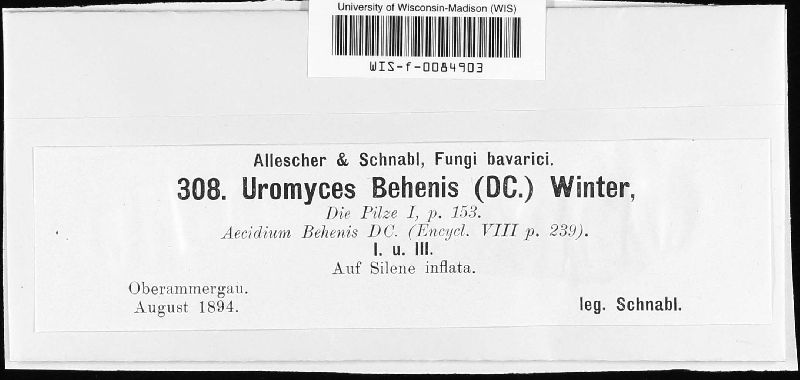 University of Wisconsin-Madison (WIS)
WIS-f-0084903
Allescher & Schnabl, Fungi bavarici.
308. Uromyces Behenis (DC.) Winter,
Die Pilze I, p. 153.
Aecidium Behenis DC. (Encycl. VIII p. 239).
I. u. III.
Auf Silene inflata.
Oberammergau.
August 1894.
leg. Schnabl.